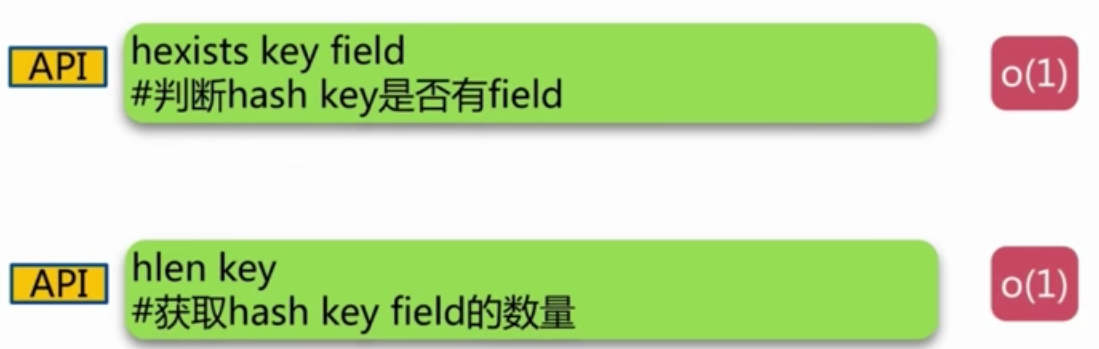 API
hexists key field
#判断hash key是否有field
o(1)
API
hlen key
#获取hash key field的数量
o(1)